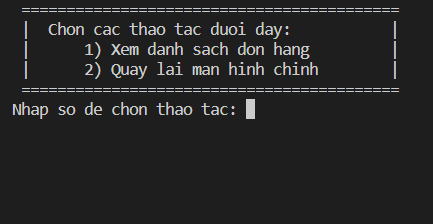 ==========================================
|  Chon cac thao tac duoi day:           |
|      1) Xem danh sach don hang         |
|      2) Quay lai man hinh chinh        |
==========================================
Nhap so de chon thao tac: